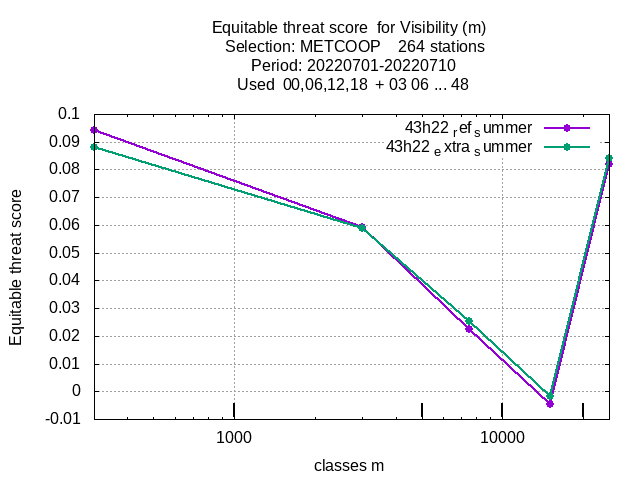 Equitable threat score for Visibility (m)
Selection: METCOOP 264 stations
Period: 20220701-20220710
Used 00,06,12,18 + 03 06 ... 48
43h22 ref summer
43h22 extra summer
Equitable threat score
0.1
0.09
0.08
0.07
0.06
0.05
0.04
0.03
0.02
0.01
0
-0.01
1000 10000
classes m